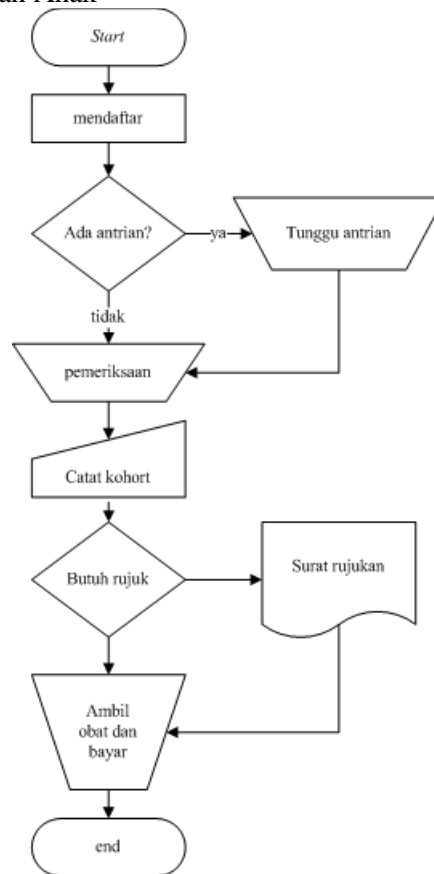 Start
mendaftar
Ada antrian?
ya
Tunggu antrian
tidak
pemeriksaan
Catat kohort
Butuh rujuk
Surat rujukan
Ambil
obat dan
bayar
end